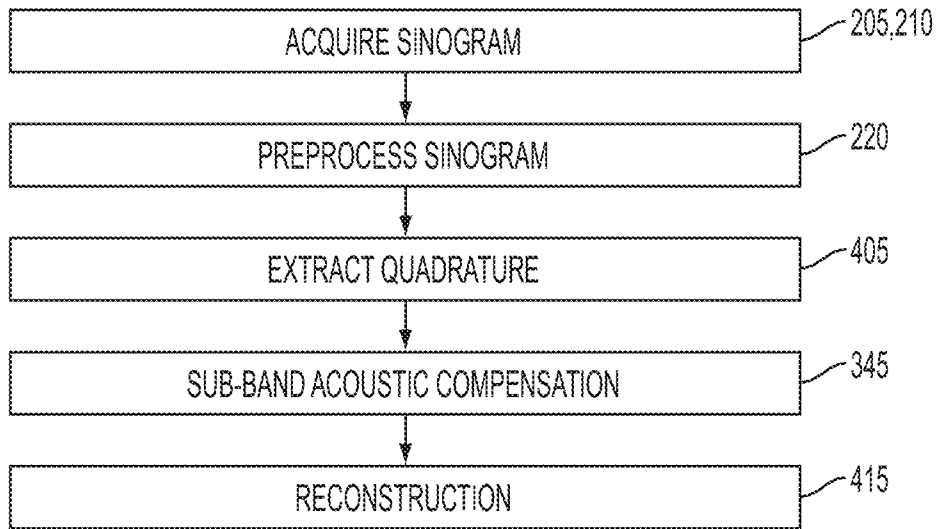 ACQUIRE SINOGRAM 205,210
PREPROCESS SINOGRAM 220
EXTRACT QUADRATURE 405
SUB-BAND ACOUSTIC COMPENSATION 345
RECONSTRUCTION 415